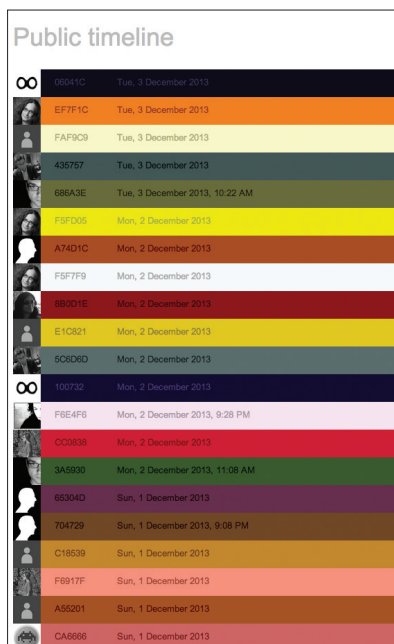 Public timeline
06041C Tue, 3 December 2013
EF7F1C Tue, 3 December 2013
FAF9C9 Tue, 3 December 2013
435757 Tue, 3 December 2013
686A3E Tue, 3 December 2013, 10:22 AM
F5FD05 Mon, 2 December 2013
A74D1C Mon, 2 December 2013
F5F7F9 Mon, 2 December 2013
8B0D1E Mon, 2 December 2013
E1C821 Mon, 2 December 2013
5C6D6D Mon, 2 December 2013
100732 Mon, 2 December 2013
F6E4F6 Mon, 2 December 2013, 9:28 PM
CC0838 Mon, 2 December 2013
3A5930 Mon, 2 December 2013, 11:08 AM
65304D Sun, 1 December 2013
704729 Sun, 1 December 2013, 9:08 PM
C18539 Sun, 1 December 2013
F6917F Sun, 1 December 2013
A55201 Sun, 1 December 2013
CA6666 Sun, 1 December 2013